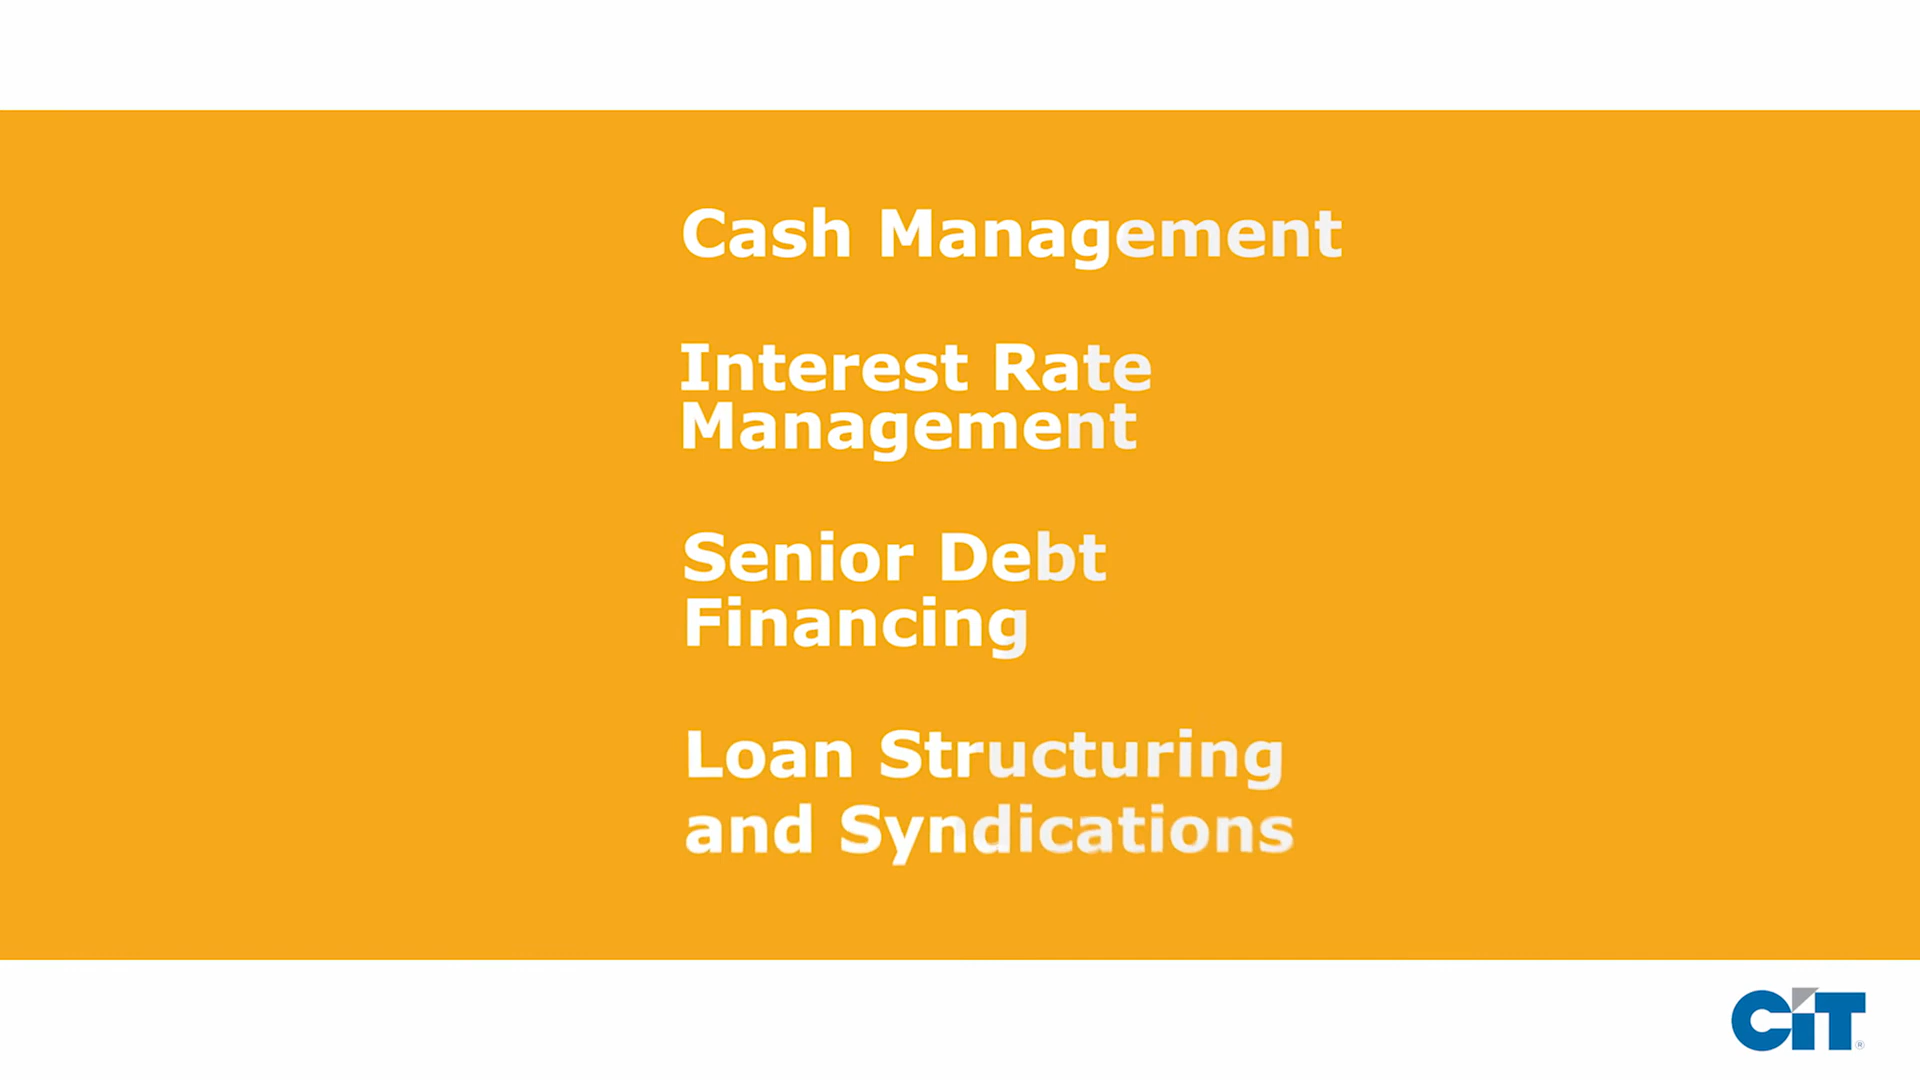 Cash Management
Interest Rate
Management
Senior Debt
Financing
Loan Structuring
and Syndications
CiT®